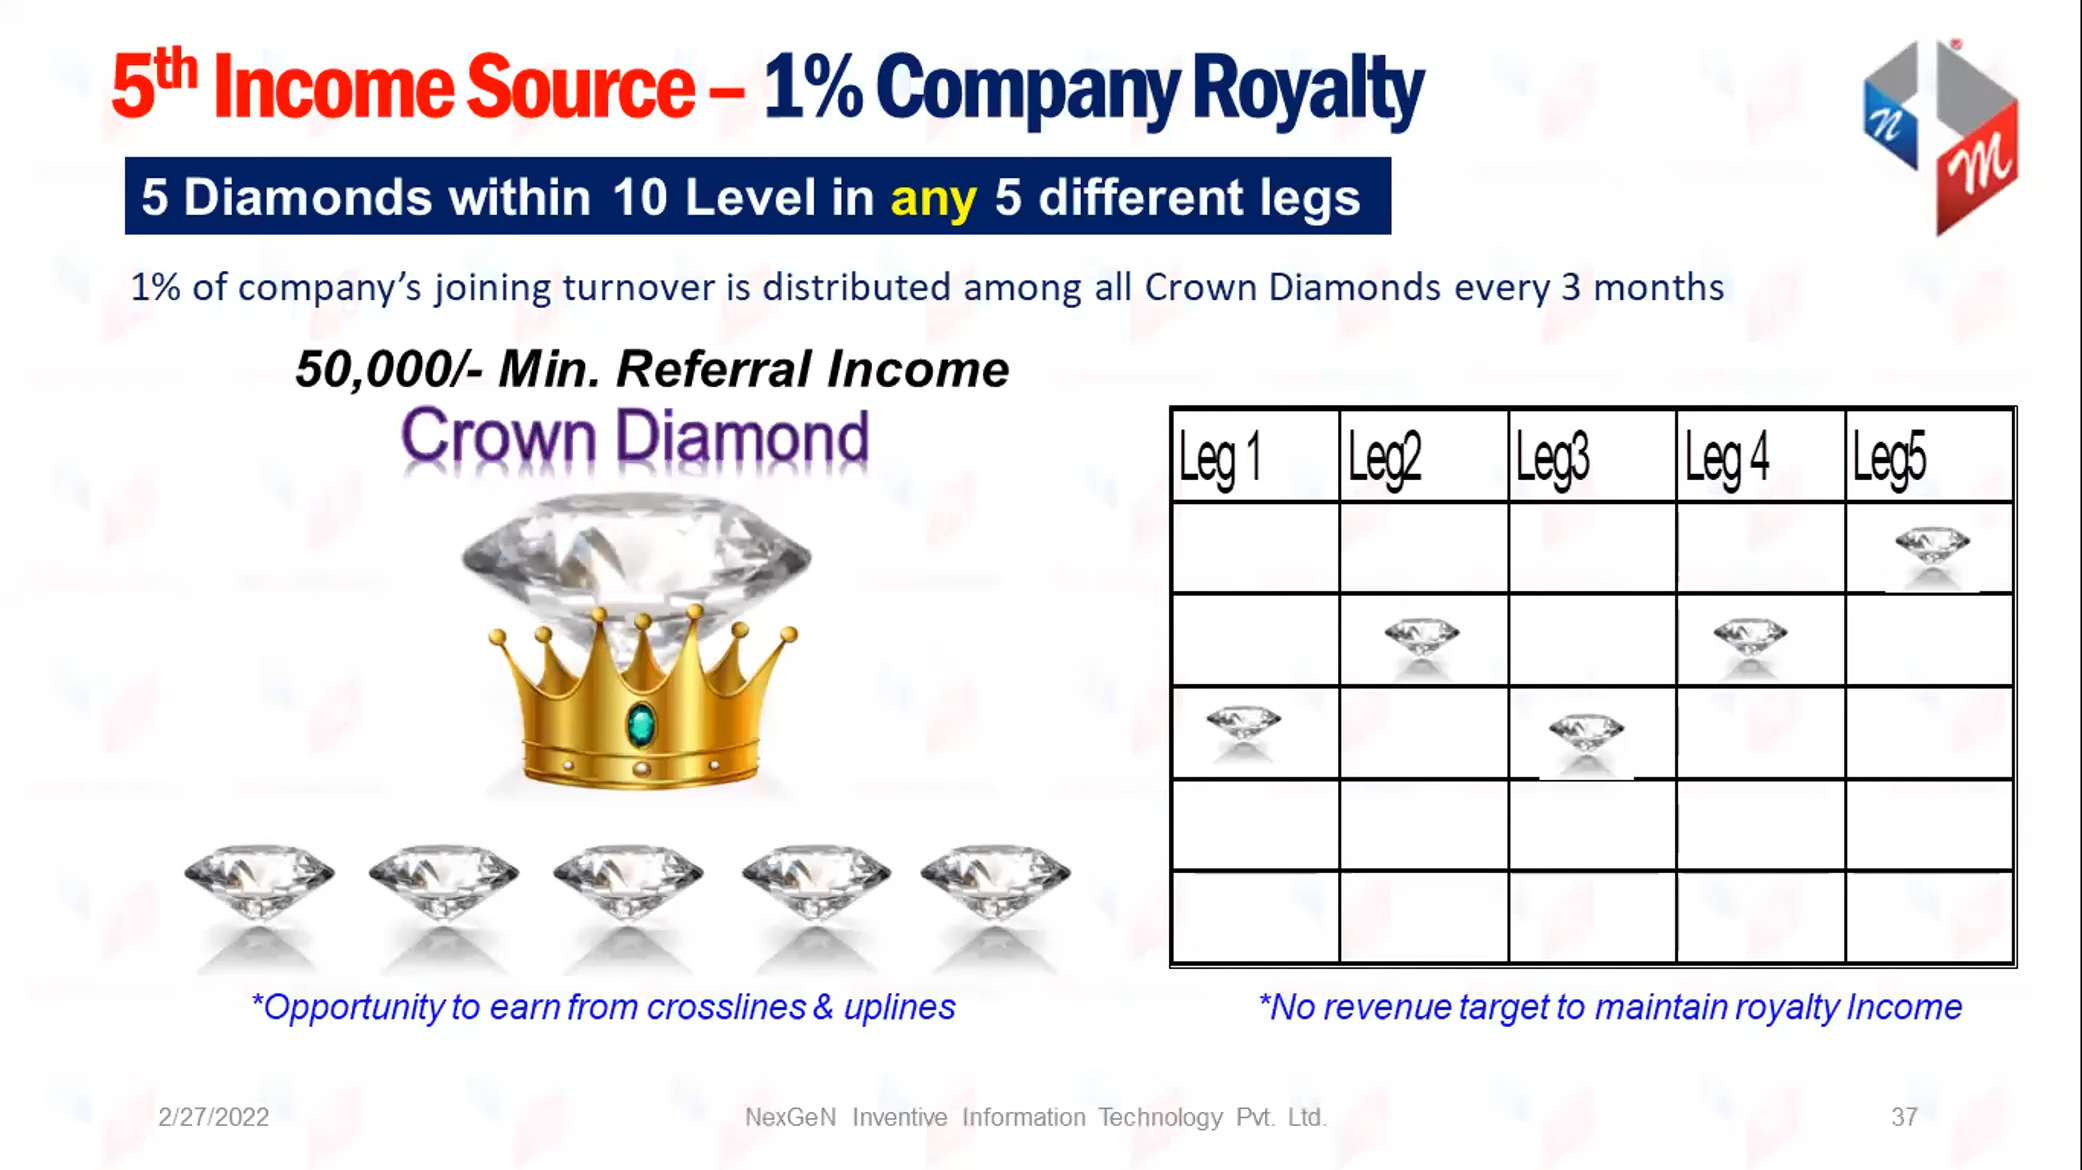 5th Income Source – 1% Company Royalty
n
M
®
5 Diamonds within 10 Level in any 5 different legs
1% of company's joining turnover is distributed among all Crown Diamonds every 3 months
50,000/- Min. Referral Income
Crown Diamond
Leg 1 Leg2 Leg3 Leg 4 Leg5
*Opportunity to earn from crosslines & uplines
*No revenue target to maintain royalty Income
2/27/2022 NexGeN Inventive Information Technology Pvt. Ltd. 37